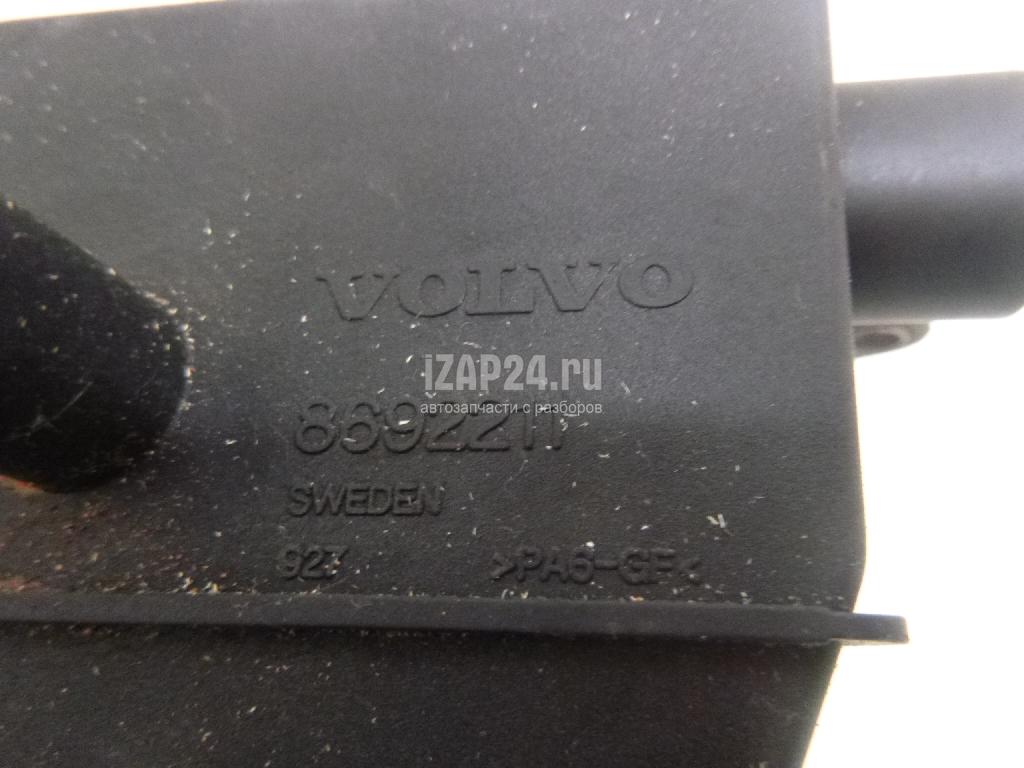 VOLVO
iZAP24.ru
автозапчасти с разборов
8692211
SWEDEN
927 >PA6-GF<